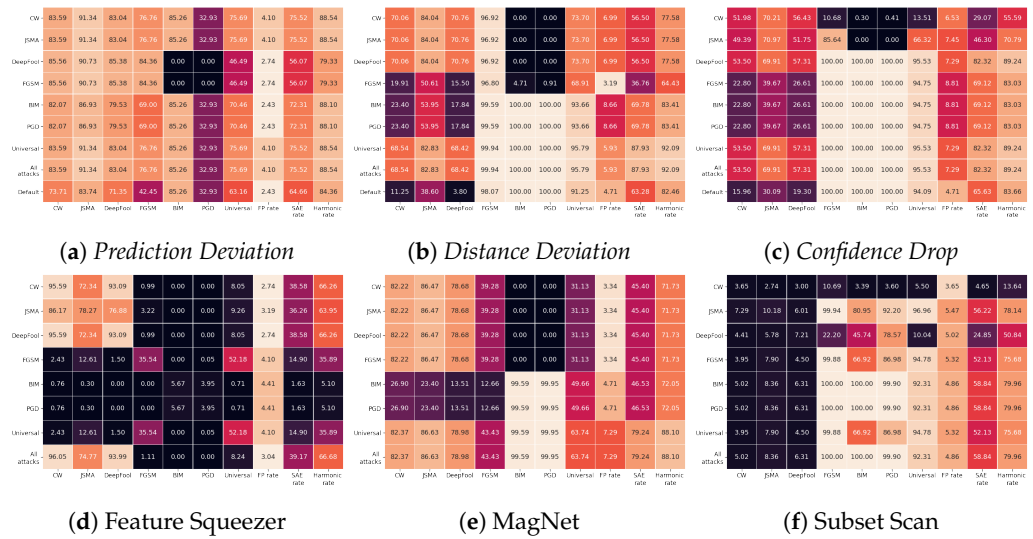 CW 83.59 91.34 83.04 76.76 85.26 32.93 75.69 4.10 75.52 88.54
JSMA 83.59 91.34 83.04 76.76 85.26 32.93 75.69 4.10 75.52 88.54
DeepFool 85.56 90.73 85.38 84.36 0.00 0.00 46.49 2.74 56.07 79.33
FGSM 85.56 90.73 85.38 84.36 0.00 0.00 46.49 2.74 56.07 79.33
BIM 82.07 86.93 79.53 69.00 85.26 32.93 70.46 2.43 72.31 88.10
PGD 82.07 86.93 79.53 69.00 85.26 32.93 70.46 2.43 72.31 88.10
Universal 83.59 91.34 83.04 76.76 85.26 32.93 75.69 4.10 75.52 88.54
All attacks 83.59 91.34 83.04 76.76 85.26 32.93 75.69 4.10 75.52 88.54
Default 73.71 83.74 71.35 42.45 85.26 32.93 63.16 2.43 64.66 84.36
CW JSMA DeepFool FGSM BIM PGD Universal FP rate SAE rate Harmonic rate
(a) Prediction Deviation
CW 70.06 84.04 70.76 96.92 0.00 0.00 73.70 6.99 56.50 77.58
JSMA 70.06 84.04 70.76 96.92 0.00 0.00 73.70 6.99 56.50 77.58
DeepFool 70.06 84.04 70.76 96.92 0.00 0.00 73.70 6.99 56.50 77.58
FGSM 19.91 50.61 15.50 96.80 4.71 0.91 68.91 3.19 36.76 64.43
BIM 23.40 53.95 17.84 99.59 100.00 100.00 93.66 8.66 69.78 83.41
PGD 23.40 53.95 17.84 99.59 100.00 100.00 93.66 8.66 69.78 83.41
Universal 68.54 82.83 68.42 99.94 100.00 100.00 95.79 5.93 87.93 92.09
All attacks 68.54 82.83 68.42 99.94 100.00 100.00 95.79 5.93 87.93 92.09
Default 11.25 38.60 3.80 98.07 100.00 100.00 91.25 4.71 63.28 82.46
CW JSMA DeepFool FGSM BIM PGD Universal FP rate SAE rate Harmonic rate
(b) Distance Deviation
CW 51.98 70.21 56.43 10.68 0.30 0.41 13.51 6.53 29.07 55.59
JSMA 49.39 70.97 51.75 85.64 0.00 0.00 66.32 7.45 46.30 70.79
DeepFool 53.50 69.91 57.31 100.00 100.00 100.00 95.53 7.29 82.32 89.24
FGSM 22.80 39.67 26.61 100.00 100.00 100.00 95.53 8.81 69.12 83.03
BIM 22.80 39.67 26.61 100.00 100.00 100.00 95.53 8.81 69.12 83.03
PGD 22.80 39.67 26.61 100.00 100.00 100.00 95.53 8.81 69.12 83.03
Universal 53.50 69.91 57.31 100.00 100.00 100.00 95.53 7.29 82.32 89.24
All attacks 53.50 69.91 57.31 100.00 100.00 100.00 95.53 7.29 82.32 89.24
Default 15.96 30.09 19.30 100.00 100.00 100.00 94.09 4.71 65.63 83.66
CW JSMA DeepFool FGSM BIM PGD Universal FP rate SAE rate Harmonic rate
(c) Confidence Drop
CW 95.59 72.34 93.09 0.99 0.00 0.00 8.05 2.74 38.58 66.26
JSMA 86.17 78.27 76.88 3.22 0.00 0.00 9.26 3.19 36.26 63.95
DeepFool 95.59 72.34 93.09 0.99 0.00 0.00 8.05 2.74 38.58 66.26
FGSM 2.43 12.61 1.50 35.54 0.00 0.05 52.18 4.10 14.90 35.89
BIM 0.76 0.30 0.00 0.00 5.67 3.95 0.71 4.41 1.63 5.10
PGD 0.76 0.30 0.00 0.00 5.67 3.95 0.71 4.41 1.63 5.10
Universal 2.43 12.61 1.50 35.54 0.00 0.05 52.18 4.10 14.90 35.89
All attacks 96.05 74.77 93.99 1.11 0.00 0.00 8.24 3.04 39.17 66.68
CW JSMA DeepFool FGSM BIM PGD Universal FP rate SAE rate Harmonic rate
(d) Feature Squeezer
CW 82.22 86.47 78.68 39.28 0.00 0.00 31.13 3.34 45.40 71.73
JSMA 82.22 86.47 78.68 39.28 0.00 0.00 31.13 3.34 45.40 71.73
DeepFool 82.22 86.47 78.68 39.28 0.00 0.00 31.13 3.34 45.40 71.73
FGSM 82.22 86.47 78.68 39.28 0.00 0.00 31.13 3.34 45.40 71.73
BIM 26.90 23.40 13.51 12.66 99.59 99.95 49.66 4.71 46.53 72.05
PGD 26.90 23.40 13.51 12.66 99.59 99.95 49.66 4.71 46.53 72.05
Universal 82.37 86.63 78.98 43.43 99.59 99.95 63.74 7.29 79.24 88.10
All attacks 82.37 86.63 78.98 43.43 99.59 99.95 63.74 7.29 79.24 88.10
CW JSMA DeepFool FGSM BIM PGD Universal FP rate SAE rate Harmonic rate
(e) MagNet
CW 3.65 2.74 3.00 10.69 3.39 3.60 5.50 3.65 4.65 13.64
JSMA 7.29 10.18 6.01 99.94 80.95 92.20 96.96 5.47 56.22 78.14
DeepFool 4.41 5.78 7.21 22.20 45.74 78.57 10.04 5.02 24.85 50.84
FGSM 3.95 7.90 4.50 99.88 66.92 86.98 94.78 5.32 52.13 75.68
BIM 5.02 8.36 6.31 100.00 100.00 99.90 92.31 4.86 58.84 79.96
PGD 5.02 8.36 6.31 100.00 100.00 99.90 92.31 4.86 58.84 79.96
Universal 3.95 7.90 4.50 99.88 66.92 86.98 94.78 5.32 52.13 75.68
All attacks 5.02 8.36 6.31 100.00 100.00 99.90 92.31 4.86 58.84 79.96
CW JSMA DeepFool FGSM BIM PGD Universal FP rate SAE rate Harmonic rate
(f) Subset Scan